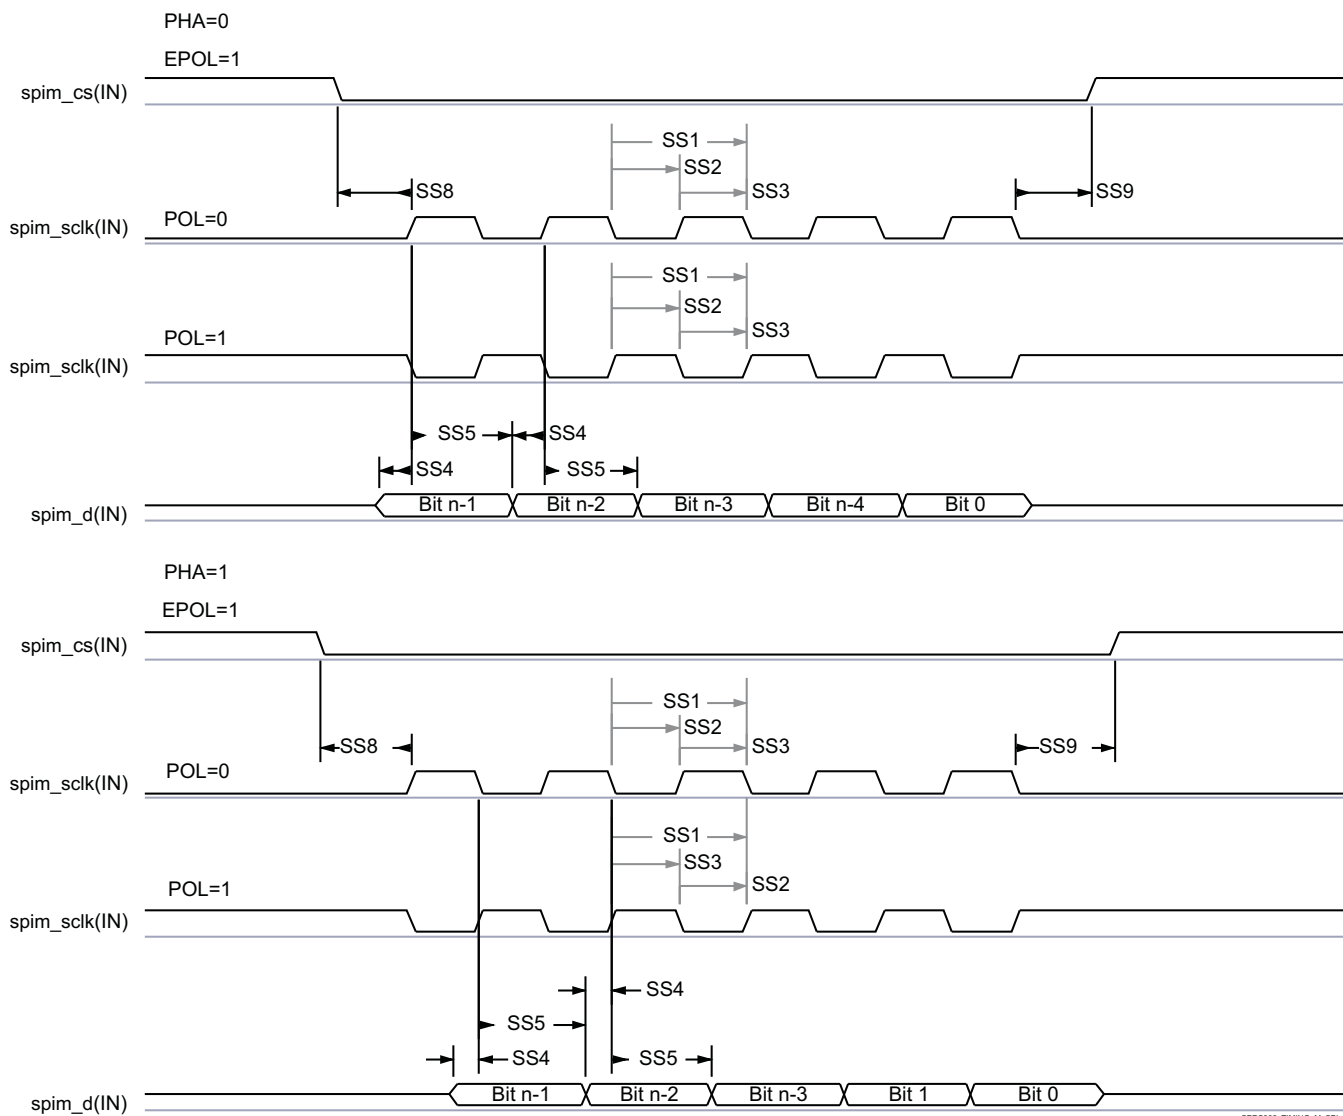 PHA=0
EPOL=1
spim_cs(IN)
SS1
SS2
SS8
SS3
SS9
POL=0
spim_sclk(IN)
SS1
SS2
SS3
POL=1
spim_sclk(IN)
SS5
SS4
SS4
SS5
Bit n-1
Bit n-2
Bit n-3
Bit n-4
Bit 0
spim_d(IN)
PHA=1
EPOL=1
spim_cs(IN)
SS1
SS2
SS8
SS3
SS9
POL=0
spim_sclk(IN)
SS1
SS3
SS2
POL=1
spim_sclk(IN)
SS4
SS5
SS4
SS5
Bit n-1
Bit n-2
Bit n-3
Bit 1
Bit 0
spim_d(IN)